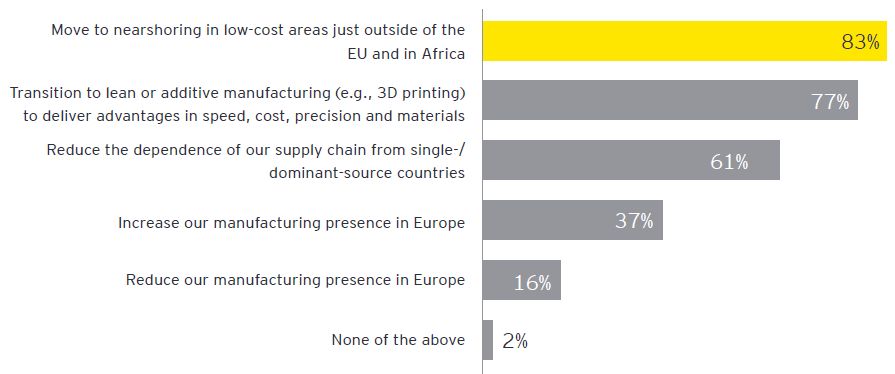 Move to nearshoring in low-cost areas just outside of the
EU and in Africa
83%
Transition to lean or additive manufacturing (e.g., 3D printing)
to deliver advantages in speed, cost, precision and materials
77%
Reduce the dependence of our supply chain from single-/
dominant-source countries
61%
Increase our manufacturing presence in Europe
37%
Reduce our manufacturing presence in Europe
16%
None of the above
2%